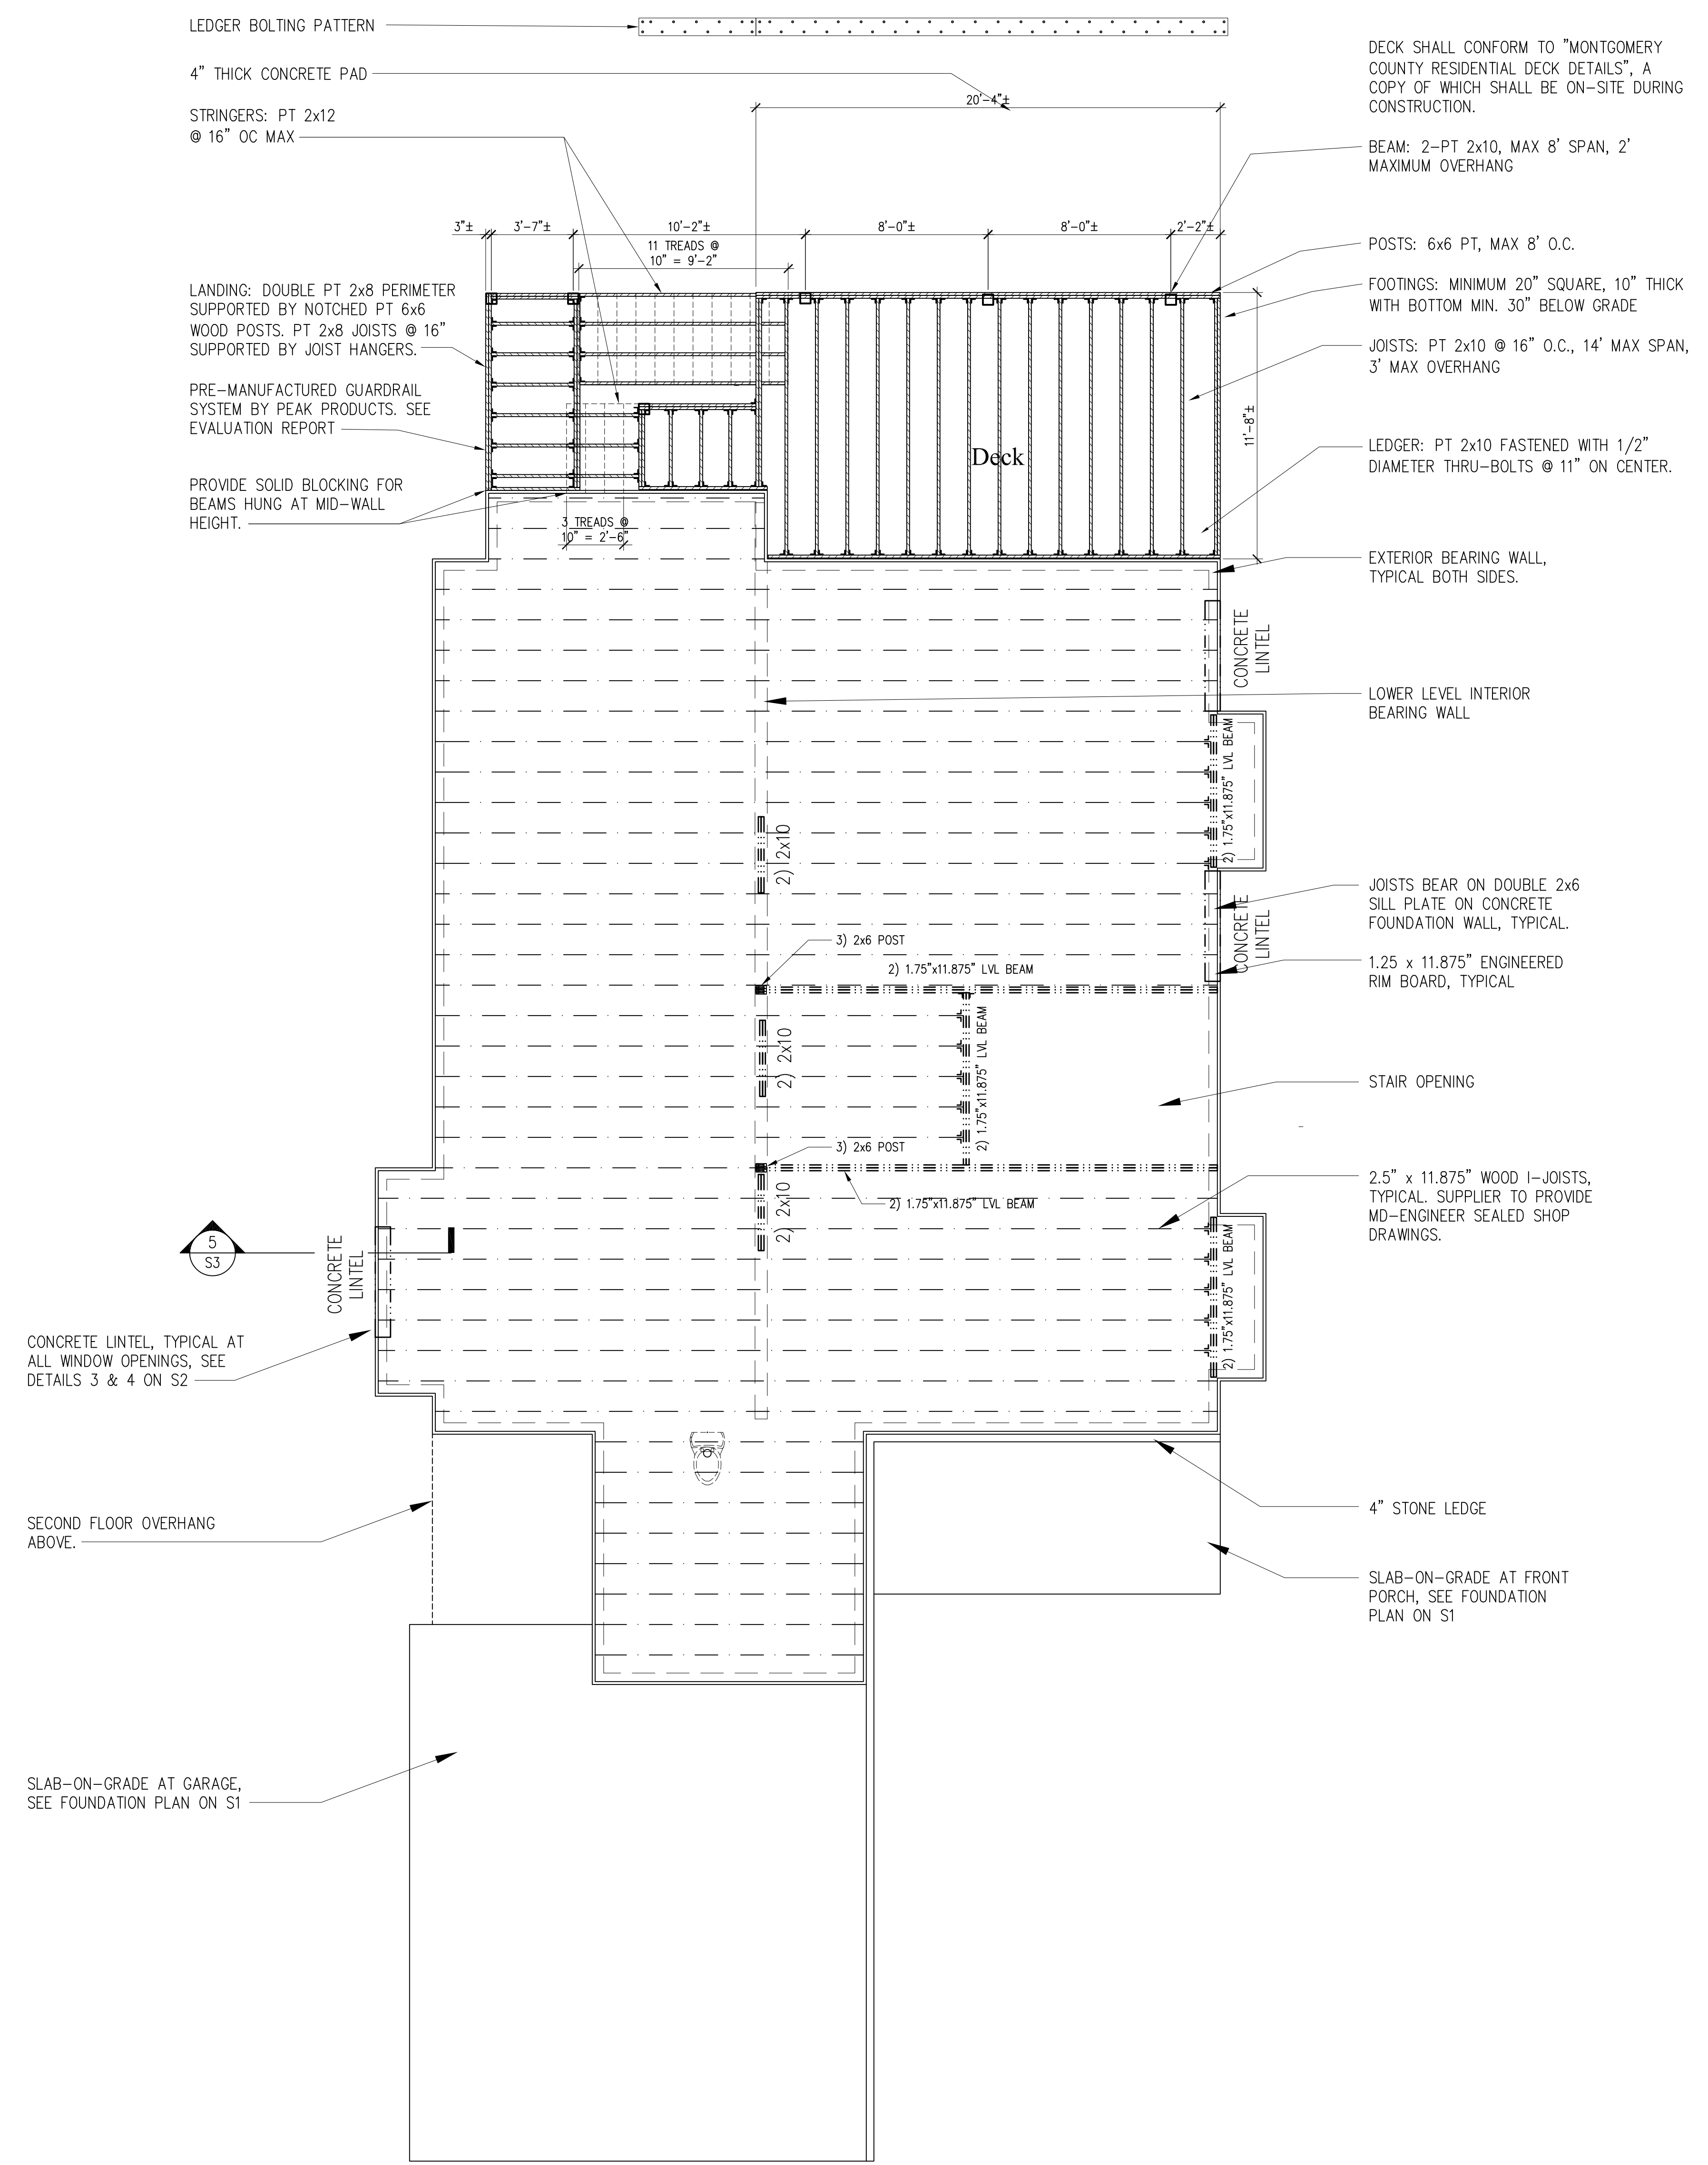 LEDGER BOLTING PATTERN
4" THICK CONCRETE PAD
STRINGERS: PT 2x12
@ 16" OC MAX
DECK SHALL CONFORM TO "MONTGOMERY
COUNTY RESIDENTIAL DECK DETAILS", A
COPY OF WHICH SHALL BE ON-SITE DURING
CONSTRUCTION.
20'-4"±
BEAM: 2-PT 2x10, MAX 8' SPAN, 2'
MAXIMUM OVERHANG
3"±
3'-7"±
10'-2"±
8'-0"±
8'-0"±
2'-2"±
11 TREADS @
10" = 9'-2"
POSTS: 6x6 PT, MAX 8' O.C.
FOOTINGS: MINIMUM 20" SQUARE, 10" THICK
WITH BOTTOM MIN. 30" BELOW GRADE
LANDING: DOUBLE PT 2x8 PERIMETER
SUPPORTED BY NOTCHED PT 6x6
WOOD POSTS. PT 2x8 JOISTS @ 16"
SUPPORTED BY JOIST HANGERS.
JOISTS: PT 2x10 @ 16" O.C., 14' MAX SPAN,
3' MAX OVERHANG
PRE-MANUFACTURED GUARDRAIL
SYSTEM BY PEAK PRODUCTS. SEE
EVALUATION REPORT
11'-8"±
Deck
LEDGER: PT 2x10 FASTENED WITH 1/2"
DIAMETER THRU-BOLTS @ 11" ON CENTER.
PROVIDE SOLID BLOCKING FOR
BEAMS HUNG AT MID-WALL
HEIGHT.
3 TREADS @
10" = 2'-6"
EXTERIOR BEARING WALL,
TYPICAL BOTH SIDES.
CONCRETE
LINTEL
LOWER LEVEL INTERIOR
BEARING WALL
2) 1.75"x11.875" LVL BEAM
2) 2x10
JOISTS BEAR ON DOUBLE 2x6
SILL PLATE ON CONCRETE
FOUNDATION WALL, TYPICAL.
CONCRETE
LINTEL
3) 2x6 POST
2) 1.75"x11.875" LVL BEAM
1.25 x 11.875" ENGINEERED
RIM BOARD, TYPICAL
2) 2x10
2) 1.75"x11.875" LVL BEAM
STAIR OPENING
3) 2x6 POST
2) 1.75"x11.875" LVL BEAM
2) 2x10
2.5" x 11.875" WOOD I-JOISTS,
TYPICAL. SUPPLIER TO PROVIDE
MD-ENGINEER SEALED SHOP
DRAWINGS.
5
S3
CONCRETE
LINTEL
2) 1.75"x11.875" LVL BEAM
CONCRETE LINTEL, TYPICAL AT
ALL WINDOW OPENINGS, SEE
DETAILS 3 & 4 ON S2
4" STONE LEDGE
SECOND FLOOR OVERHANG
ABOVE.
SLAB-ON-GRADE AT FRONT
PORCH, SEE FOUNDATION
PLAN ON S1
SLAB-ON-GRADE AT GARAGE,
SEE FOUNDATION PLAN ON S1